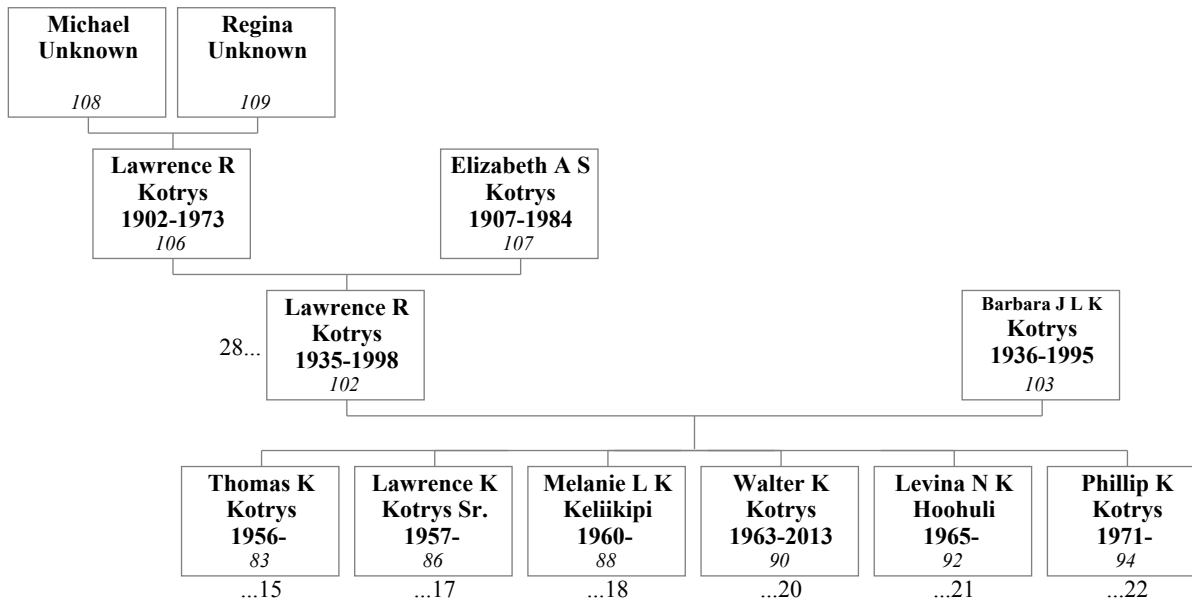 Michael
Unknown
108
Regina
Unknown
109
Lawrence R
Kotrys
1902-1973
106
Elizabeth A S
Kotrys
1907-1984
107
28...
Lawrence R
Kotrys
1935-1998
102
Barbara J L K
Kotrys
1936-1995
103
Thomas K
Kotrys
1956-
83
...15
Lawrence K
Kotrys Sr.
1957-
86
...17
Melanie L K
Keliikipi
1960-
88
...18
Walter K
Kotrys
1963-2013
90
...20
Levina N K
Hoohuli
1965-
92
...21
Phillip K
Kotrys
1971-
94
...22